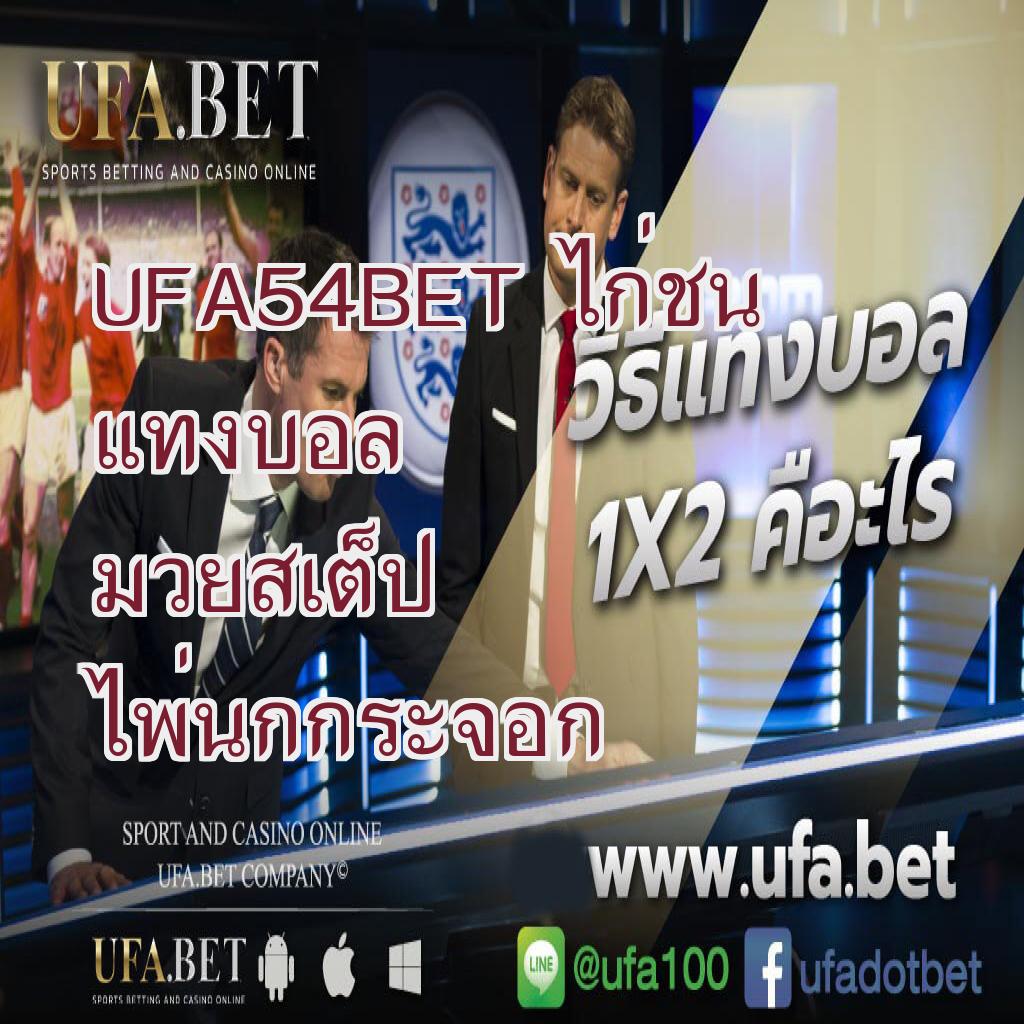 UFA.BET
SPORTS BETTING AND CASINO ONLINE
UFA54BET ไก่ชน
แทงบอล
มวยสเต็ป
ไพ่นกกระจอก
วิธีแทงบอล
1X2 คืออะไร
SPORT AND CASINO ONLINE
UFA.BET COMPANY©
www.ufa.bet
UFA.BET
SPORTS BETTING AND CASINO ONLINE
LINE @ufa100
f ufadotbet